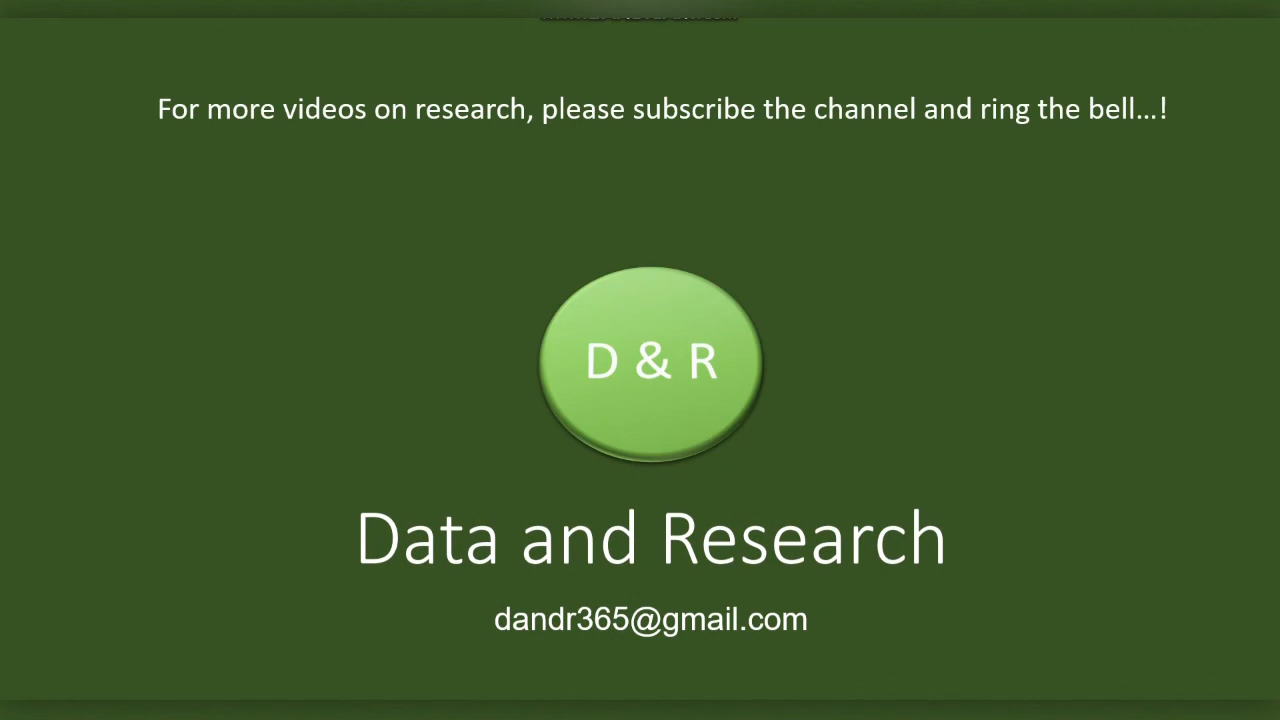 For more videos on research, please subscribe the channel and ring the bell...!
D & R
Data and Research
dandr365@gmail.com